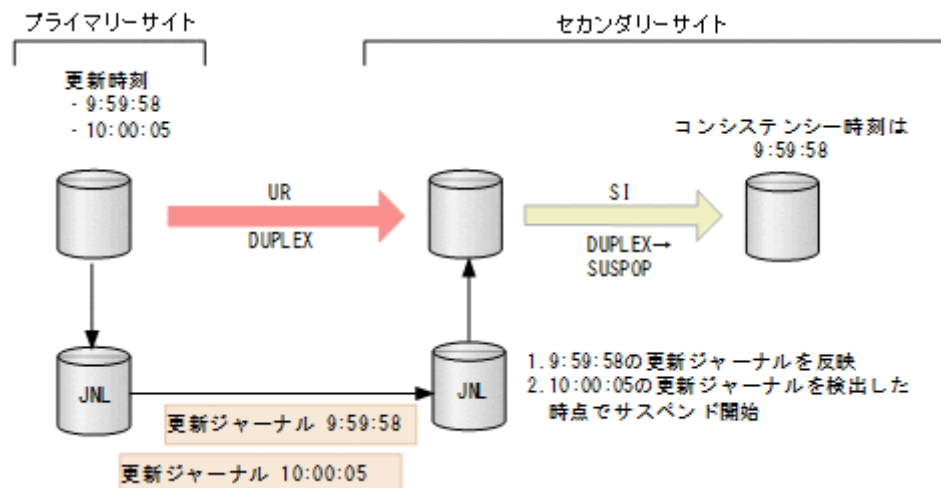 プライマリーサイト
セカンダリーサイト
更新時刻
- 9:59:58
- 10:00:05
コンシステンシー時刻は
9:59:58
UR
DUPLEX
SI
DUPLEX→
SUSPOP
JNL
JNL
1.9:59:58の更新ジャーナルを反映
2.10:00:05の更新ジャーナルを検出した
時点でサスペンド開始
更新ジャーナル 9:59:58
更新ジャーナル 10:00:05